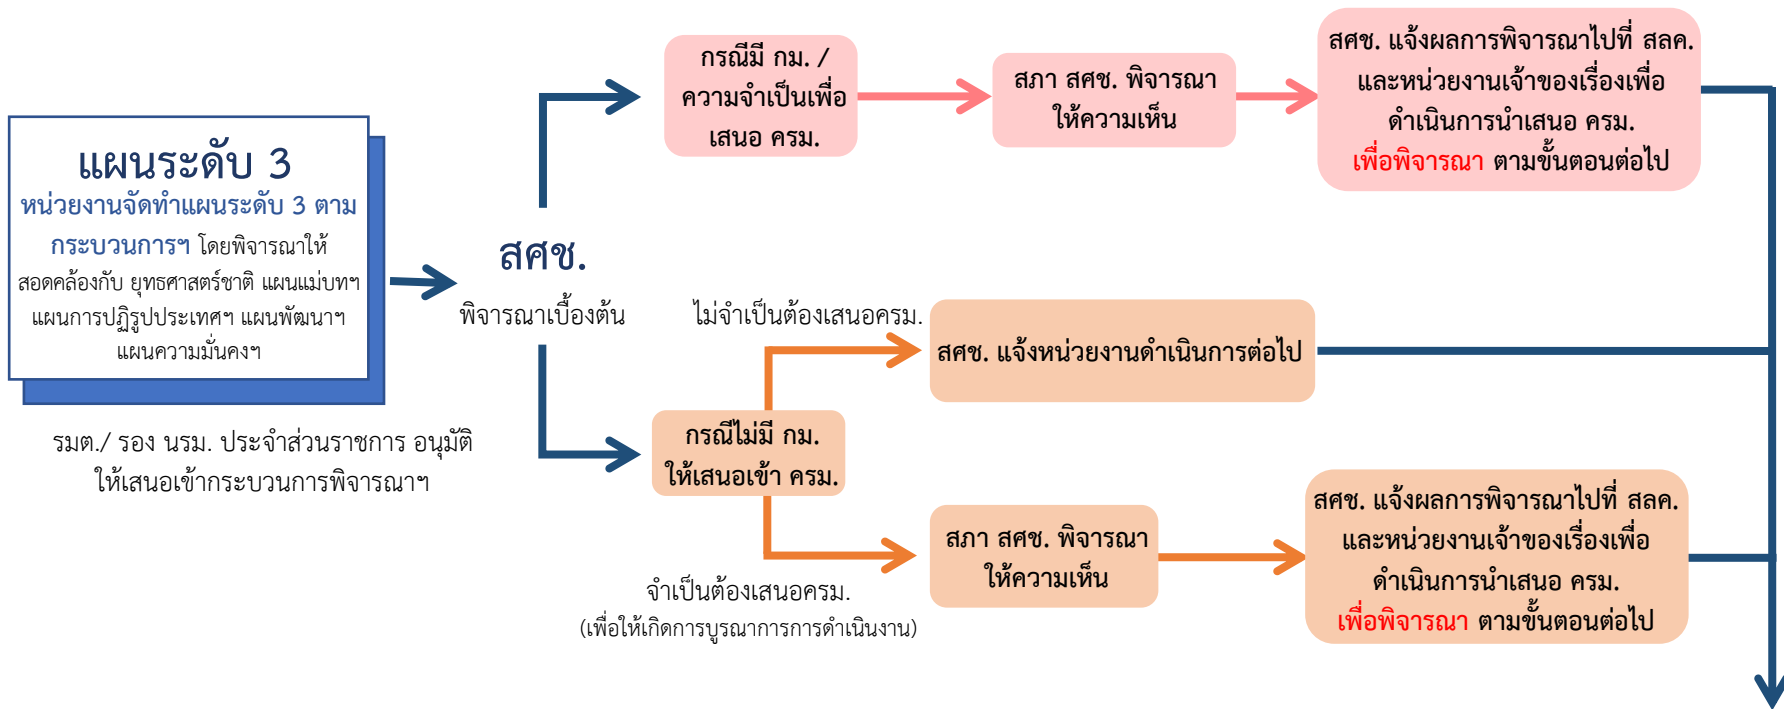 แผนระดับ 3
หน่วยงานจัดทำแผนระดับ 3 ตาม
กระบวนการฯ โดยพิจารณาให้
สอดคล้องกับ ยุทธศาสตร์ชาติ แผนแม่บทฯ
แผนการปฏิรูปประเทศฯ แผนพัฒนาฯ
แผนความมั่นคงฯ
รมต./ รอง นรม. ประจำส่วนราชการ อนุมัติ
ให้เสนอเข้ากระบวนการพิจารณาฯ
สศช.
พิจารณาเบื้องต้น
กรณีมี กม. /
ความจำเป็นเพื่อ
เสนอ ครม.
สภา สศช. พิจารณา
ให้ความเห็น
สศช. แจ้งผลการพิจารณาไปที่ สลค.
และหน่วยงานเจ้าของเรื่องเพื่อ
ดำเนินการนำเสนอ ครม.
เพื่อพิจารณา ตามขั้นตอนต่อไป
ไม่จำเป็นต้องเสนอครม.
สศช. แจ้งหน่วยงานดำเนินการต่อไป
กรณีไม่มี กม.
ให้เสนอเข้า ครม.
จำเป็นต้องเสนอครม.
(เพื่อให้เกิดการบูรณาการการดำเนินงาน)
สภา สศช. พิจารณา
ให้ความเห็น
สศช. แจ้งผลการพิจารณาไปที่ สลค.
และหน่วยงานเจ้าของเรื่องเพื่อ
ดำเนินการนำเสนอ ครม.
เพื่อพิจารณา ตามขั้นตอนต่อไป